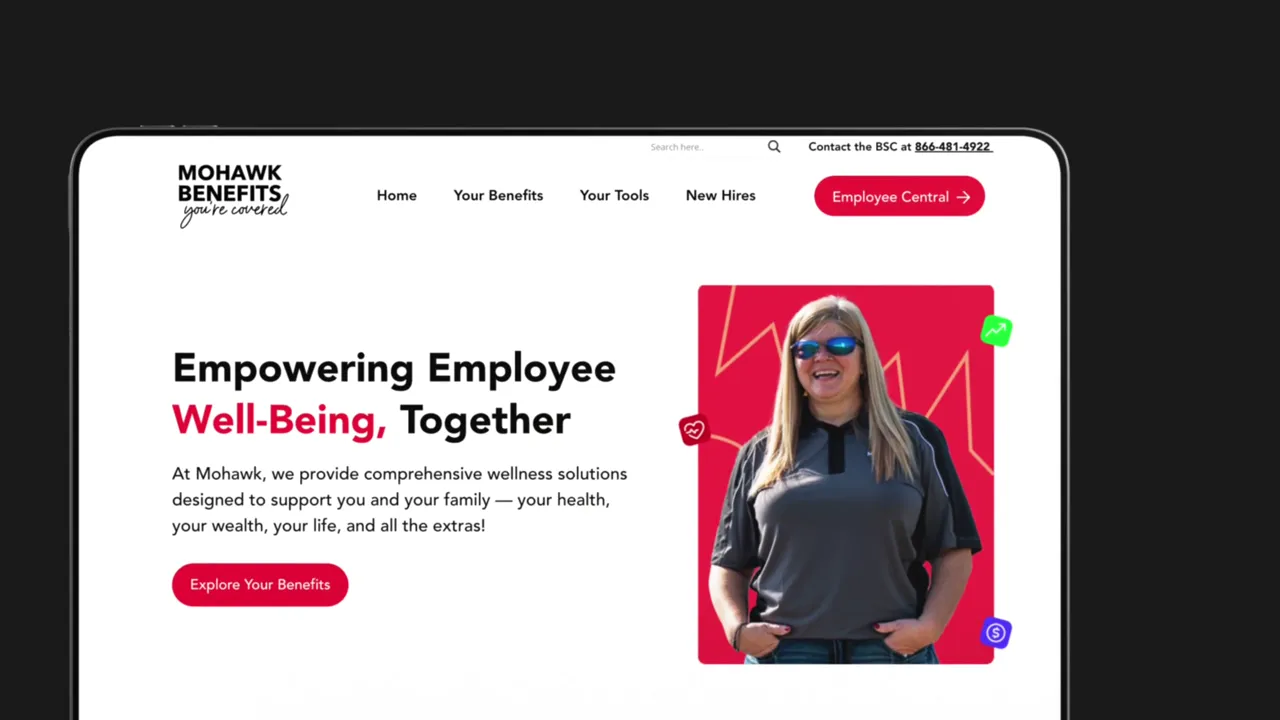 Search here..
Contact the BSC at 866-481-4922
MOHAWK
BENEFITS
you're covered
Home
Your Benefits
Your Tools
New Hires
Employee Central
Empowering Employee
Well-Being, Together
At Mohawk, we provide comprehensive wellness solutions
designed to support you and your family — your health,
your wealth, your life, and all the extras!
Explore Your Benefits
$